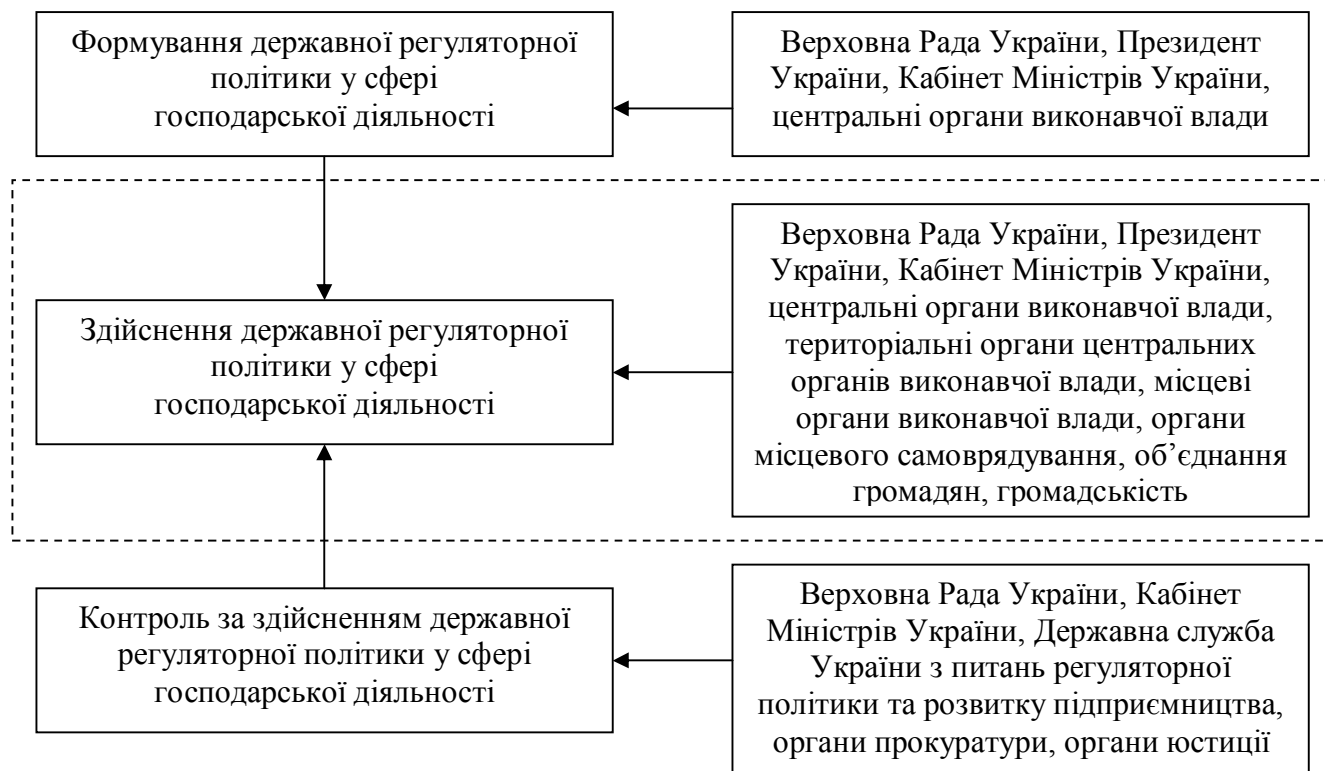 Формування державної регуляторної
політики у сфері
господарської діяльності
Верховна Рада України, Президент
України, Кабінет Міністрів України,
центральні органи виконавчої влади
Здійснення державної регуляторної
політики у сфері
господарської діяльності
Верховна Рада України, Президент
України, Кабінет Міністрів України,
центральні органи виконавчої влади,
територіальні органи центральних
органів виконавчої влади, місцеві
органи виконавчої влади, органи
місцевого самоврядування, об’єднання
громадян, громадськість
Контроль за здійсненням державної
регуляторної політики у сфері
господарської діяльності
Верховна Рада України, Кабінет
Міністрів України, Державна служба
України з питань регуляторної
політики та розвитку підприємництва,
органи прокуратури, органи юстиції